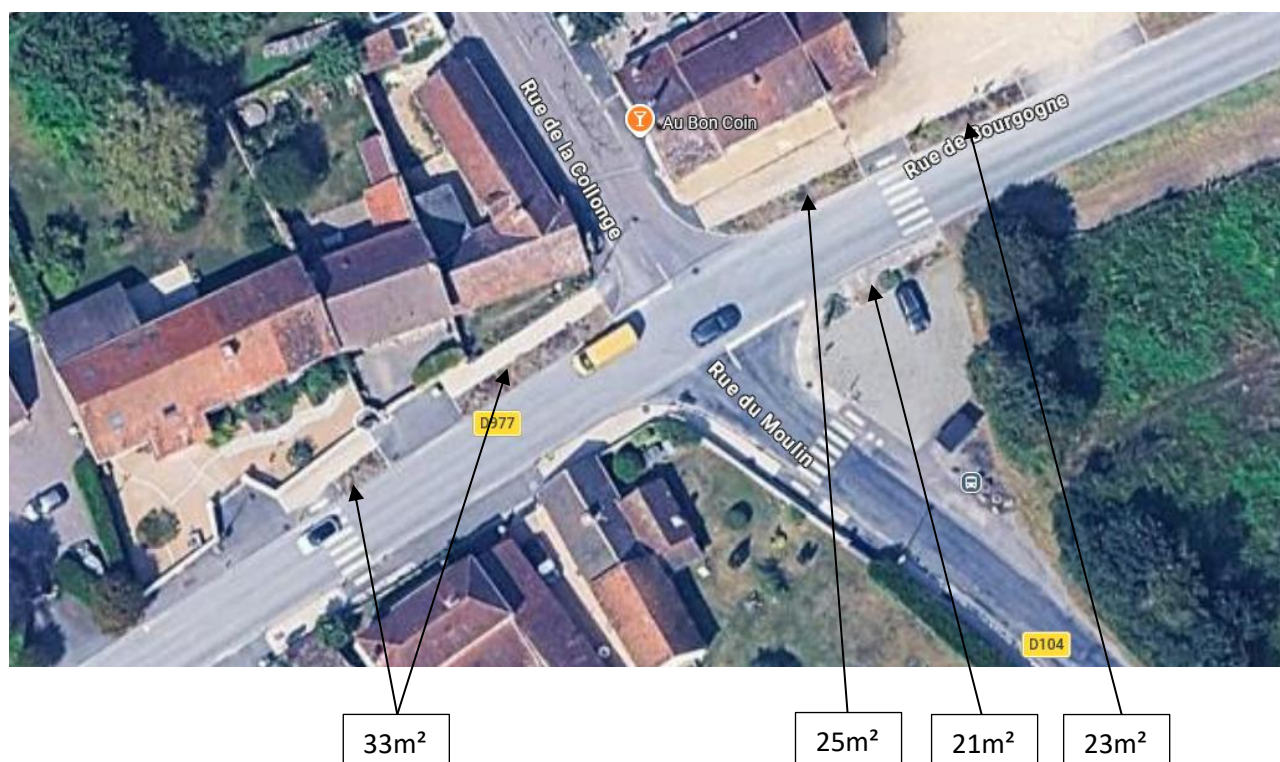 Rue de la Collonge
Au Bon Coin
Rue de Bourgogne
D977
Rue du Moulin
D104
33m²
25m²
21m²
23m²